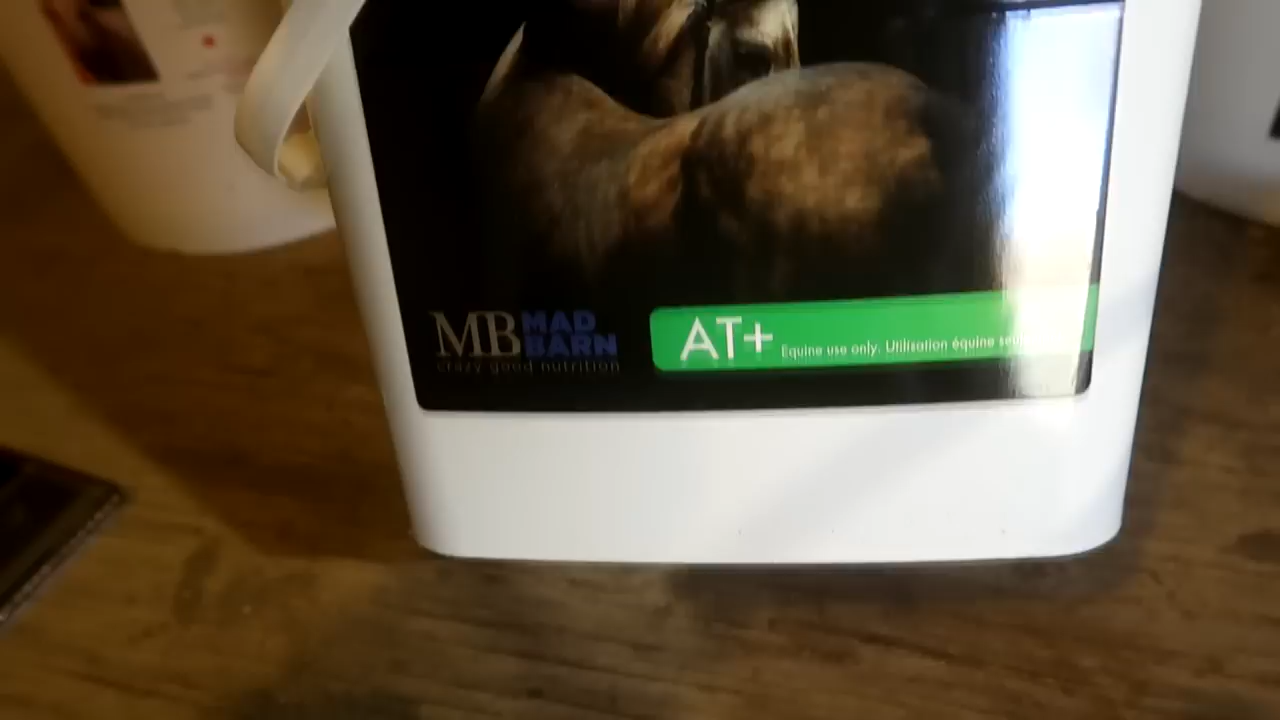 MB MAD BARN
crazy good nutrition
AT+ Equine use only. Utilisation équine